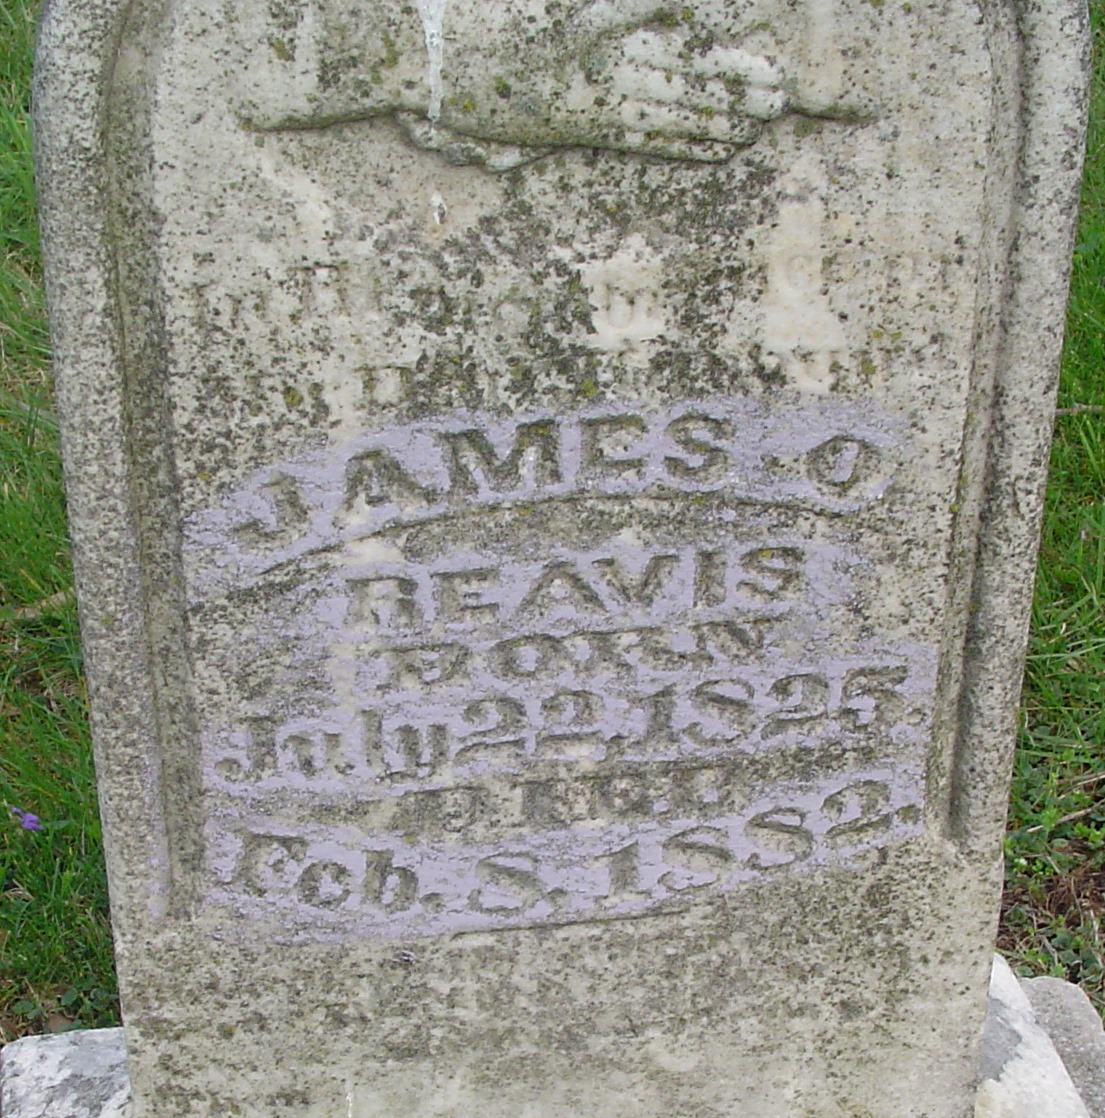 JAMES. O
REAVIS
BORN
July 22, 1825.
DIED
Feb. 8. 1882.